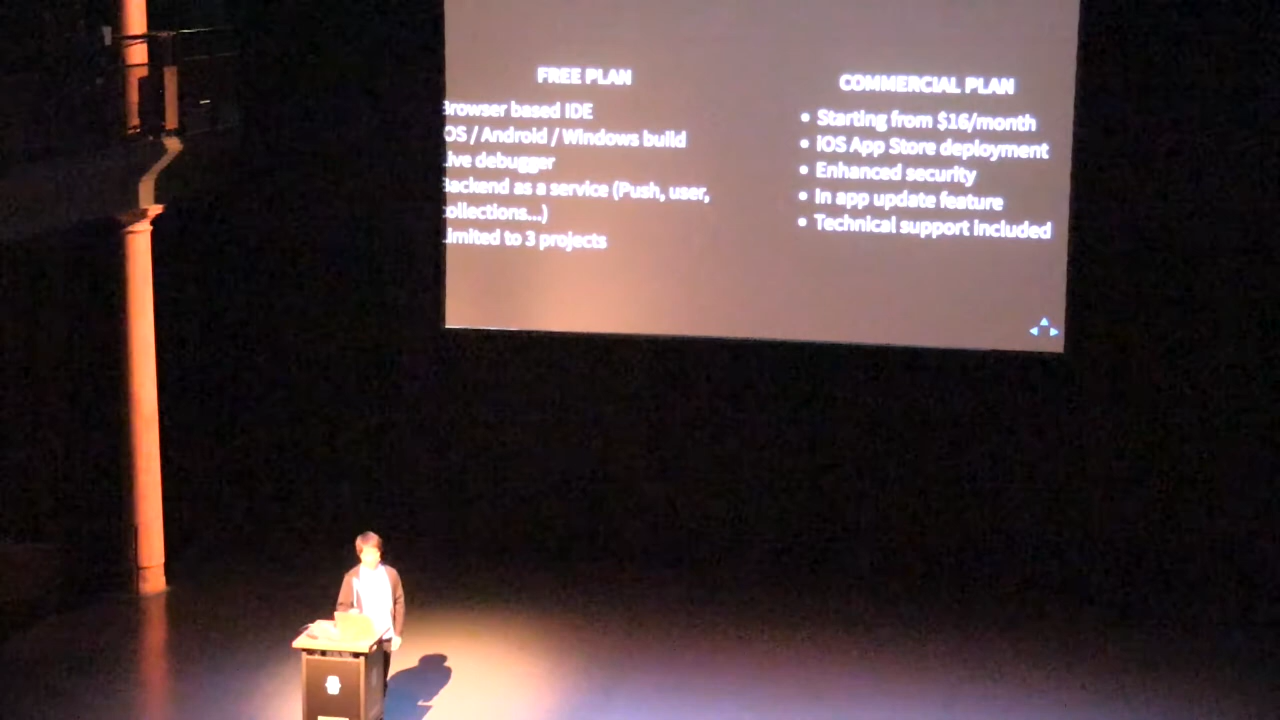 FREE PLAN
Browser based IDE
iOS / Android / Windows build
Live debugger
Backend as a service (Push, user,
collections...)
Limited to 3 projects
COMMERCIAL PLAN
• Starting from $16/month
• iOS App Store deployment
• Enhanced security
• In app update feature
• Technical support included